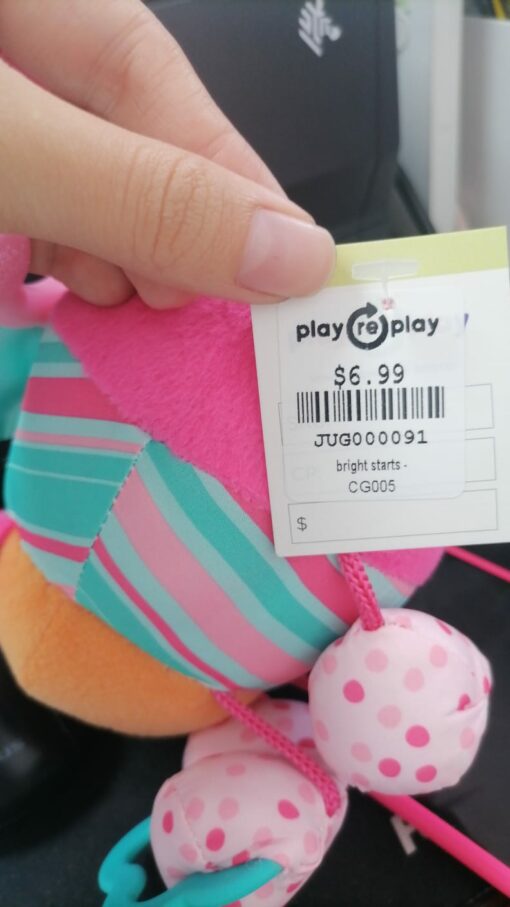 play re play
$6.99
JUG000091
bright starts -
CG005
$